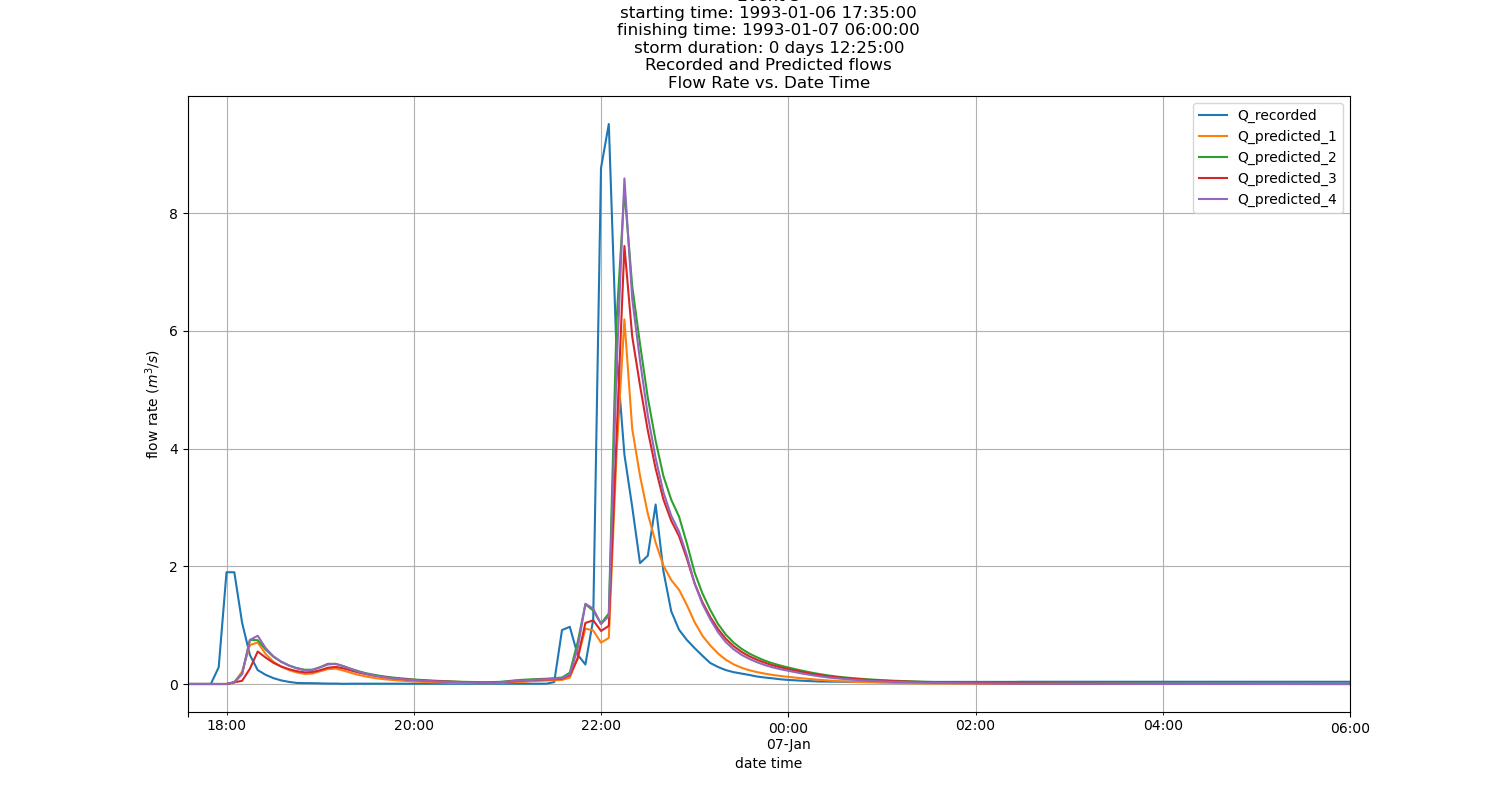 starting time: 1993-01-06 17:35:00
finishing time: 1993-01-07 06:00:00
storm duration: 0 days 12:25:00
Recorded and Predicted flows
Flow Rate vs. Date Time
Q_recorded
Q_predicted_1
Q_predicted_2
Q_predicted_3
Q_predicted_4
8
6
4
2
0
flow rate (m³/s)
18:00
20:00
22:00
00:00
07-Jan
02:00
04:00
06:00
date time